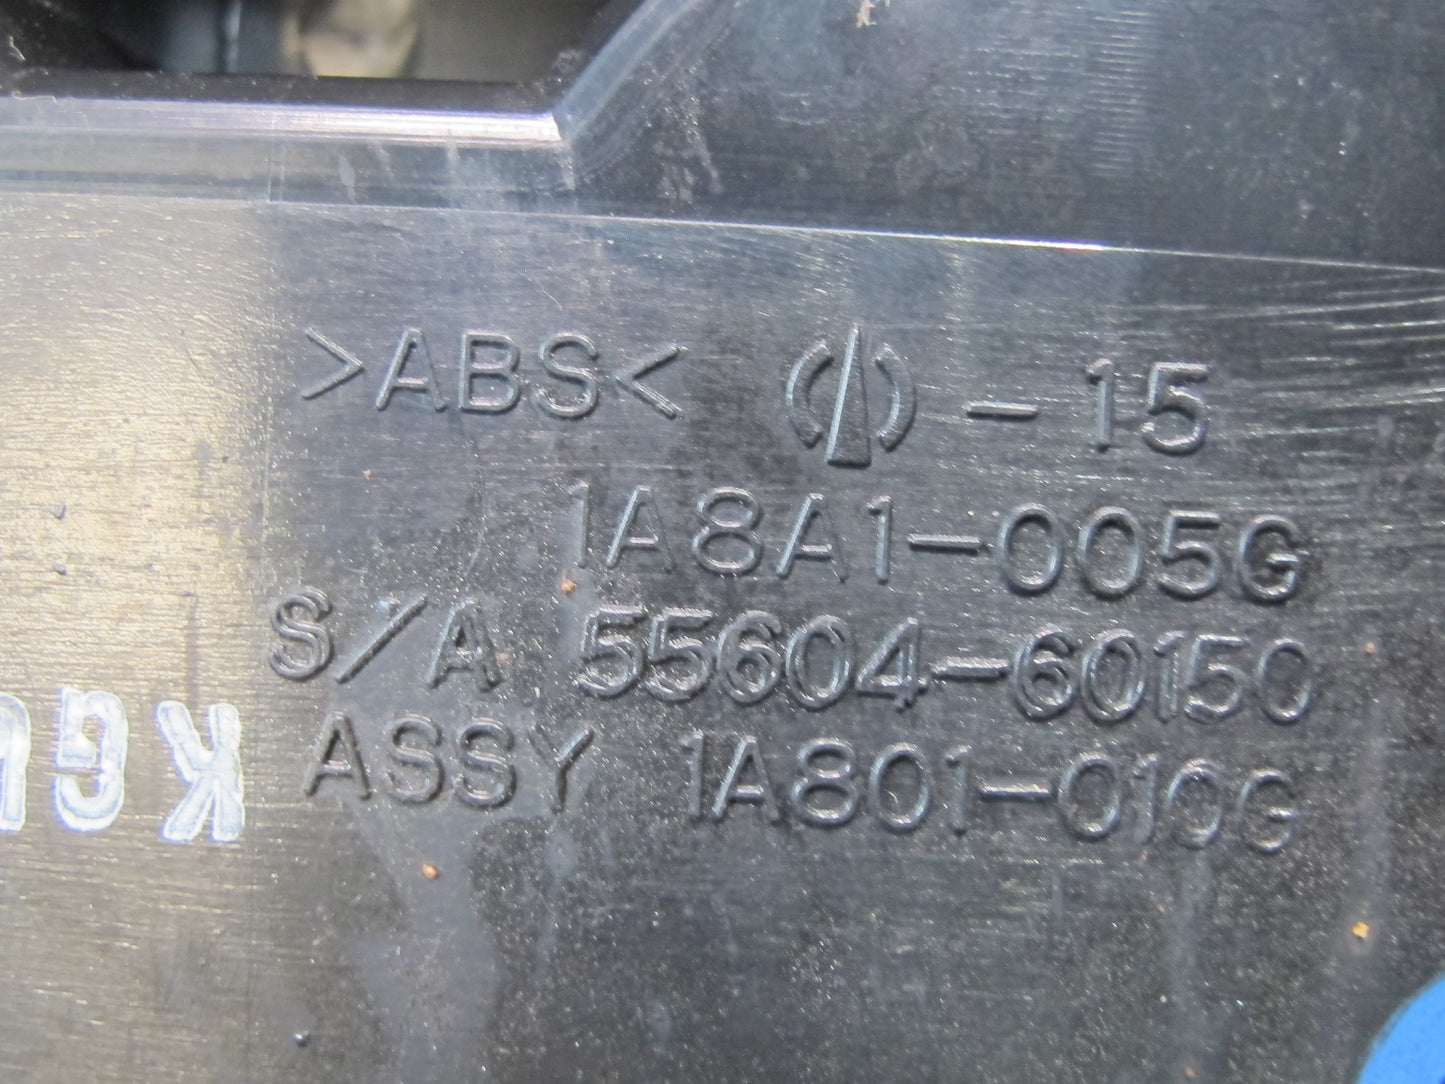 >ABS< -15
1A8A1-005G
S/A 55604-60150
ASSY 1A801-010G